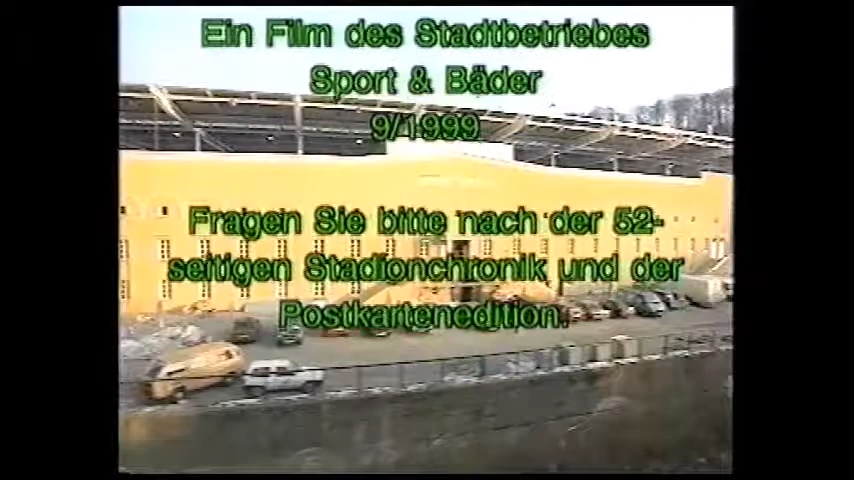 Ein Film des Stadtbetriebes
Sport & Bäder
9/1999
Fragen Sie bitte nach der 52-
seitigen Stadionchronik und der
Postkartenedition.